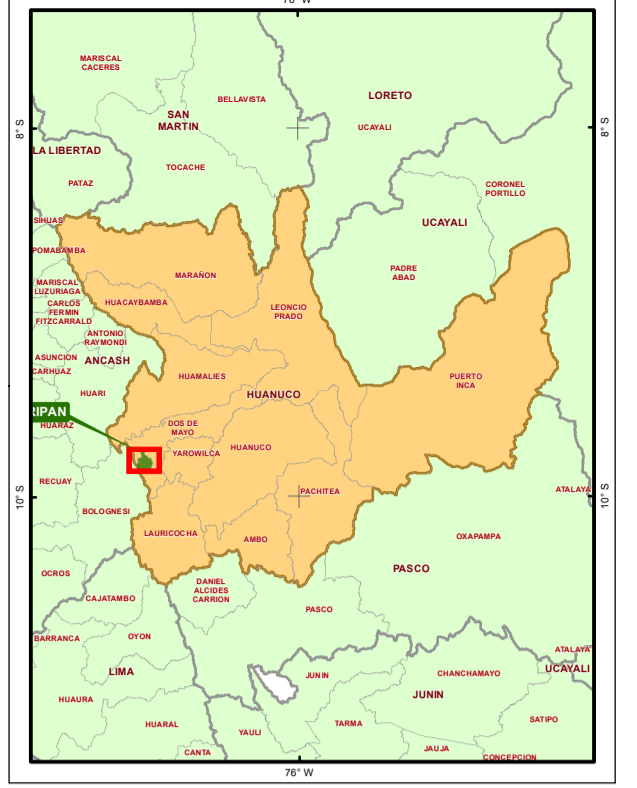 MARISCAL
CACERES
BELLAVISTA
LORETO
SAN
MARTIN
UCAYALI
8° S
8° S
LA LIBERTAD
TOCACHE
PATAZ
CORONEL
PORTILLO
SIHUAS
UCAYALI
POMABAMBA
PADRE
ABAD
MARAÑON
MARISCAL
LUZURIAGA
HUACAYBAMBA
CARLOS
FERMIN
FITZCARRALD
LEONCIO
PRADO
ANTONIO
RAYMONDI
ASUNCION
ANCASH
CARHUAZ
HUAMALIES
PUERTO
INCA
HUARI
HUANUCO
RIPAN
HUARAZ
DOS DE
MAYO
YAROWILCA
HUANUCO
RECUAY
PACHITEA
ATALAYA
10° S
10° S
BOLOGNESI
LAURICOCHA
AMBO
OXAPAMPA
PASCO
OCROS
DANIEL
ALCIDES
CARRION
CAJATAMBO
PASCO
BARRANCA
OYON
ATALAYA
UCAYALI
LIMA
JUNIN
CHANCHAMAYO
JUNIN
HUAURA
SATIPO
HUARAL
YAULI
TARMA
CANTA
JAUJA
CONCEPCION
76° W